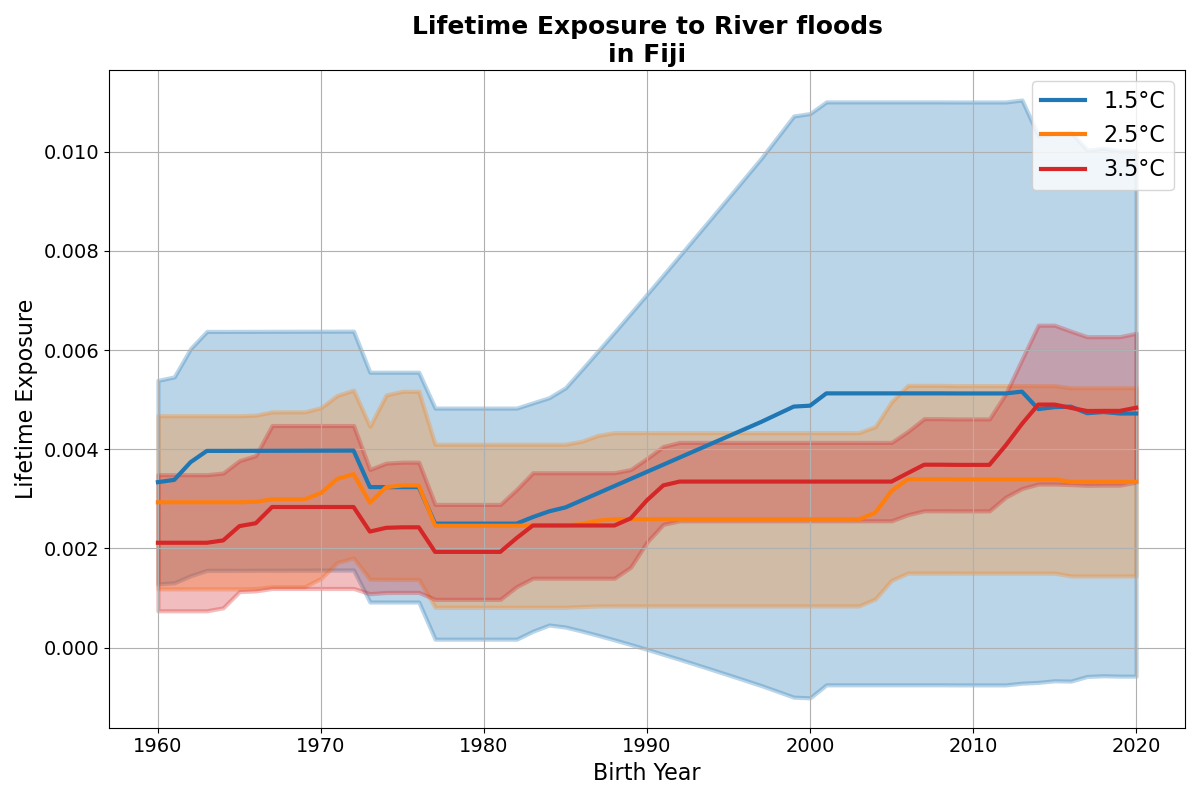 Lifetime Exposure to River floods
in Fiji
1.5°C
2.5°C
3.5°C
Lifetime Exposure
0.010
0.008
0.006
0.004
0.002
0.000
1960 1970 1980 1990 2000 2010 2020
Birth Year